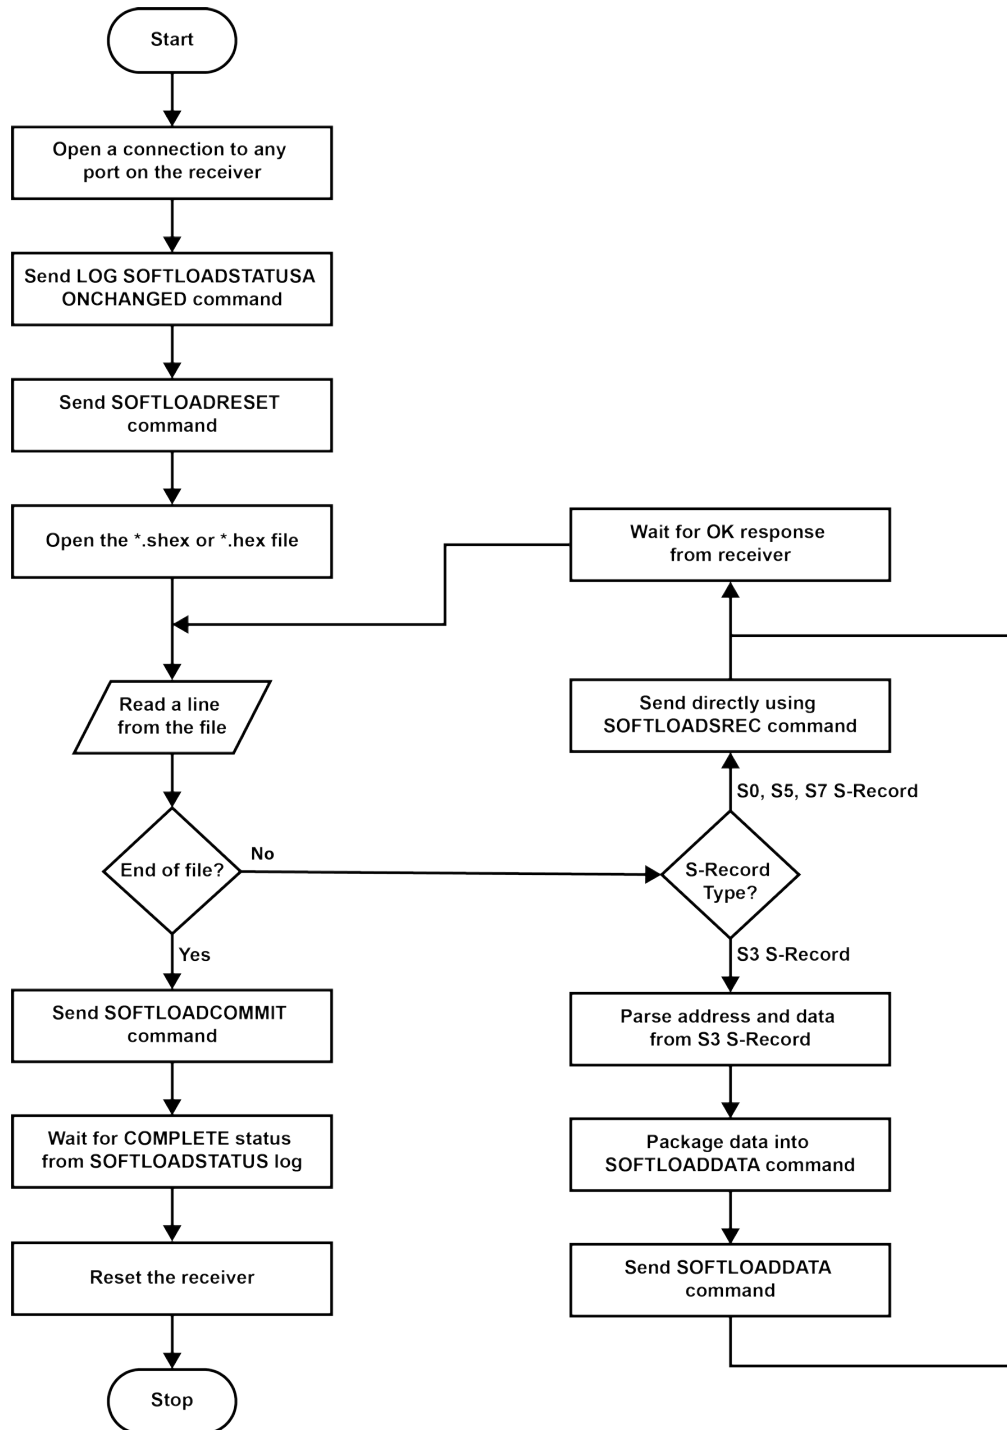 Start
Open a connection to any
port on the receiver
Send LOG SOFTLOADSTATUSA
ONCHANGED command
Send SOFTLOADRESET
command
Open the *.shex or *.hex file
Read a line
from the file
End of file?
No
Yes
Send SOFTLOADCOMMIT
command
Wait for COMPLETE status
from SOFTLOADSTATUS log
Reset the receiver
Stop
Wait for OK response
from receiver
Send directly using
SOFTLOADSREC command
S0, S5, S7 S-Record
S-Record
Type?
S3 S-Record
Parse address and data
from S3 S-Record
Package data into
SOFTLOADDATA command
Send SOFTLOADDATA
command